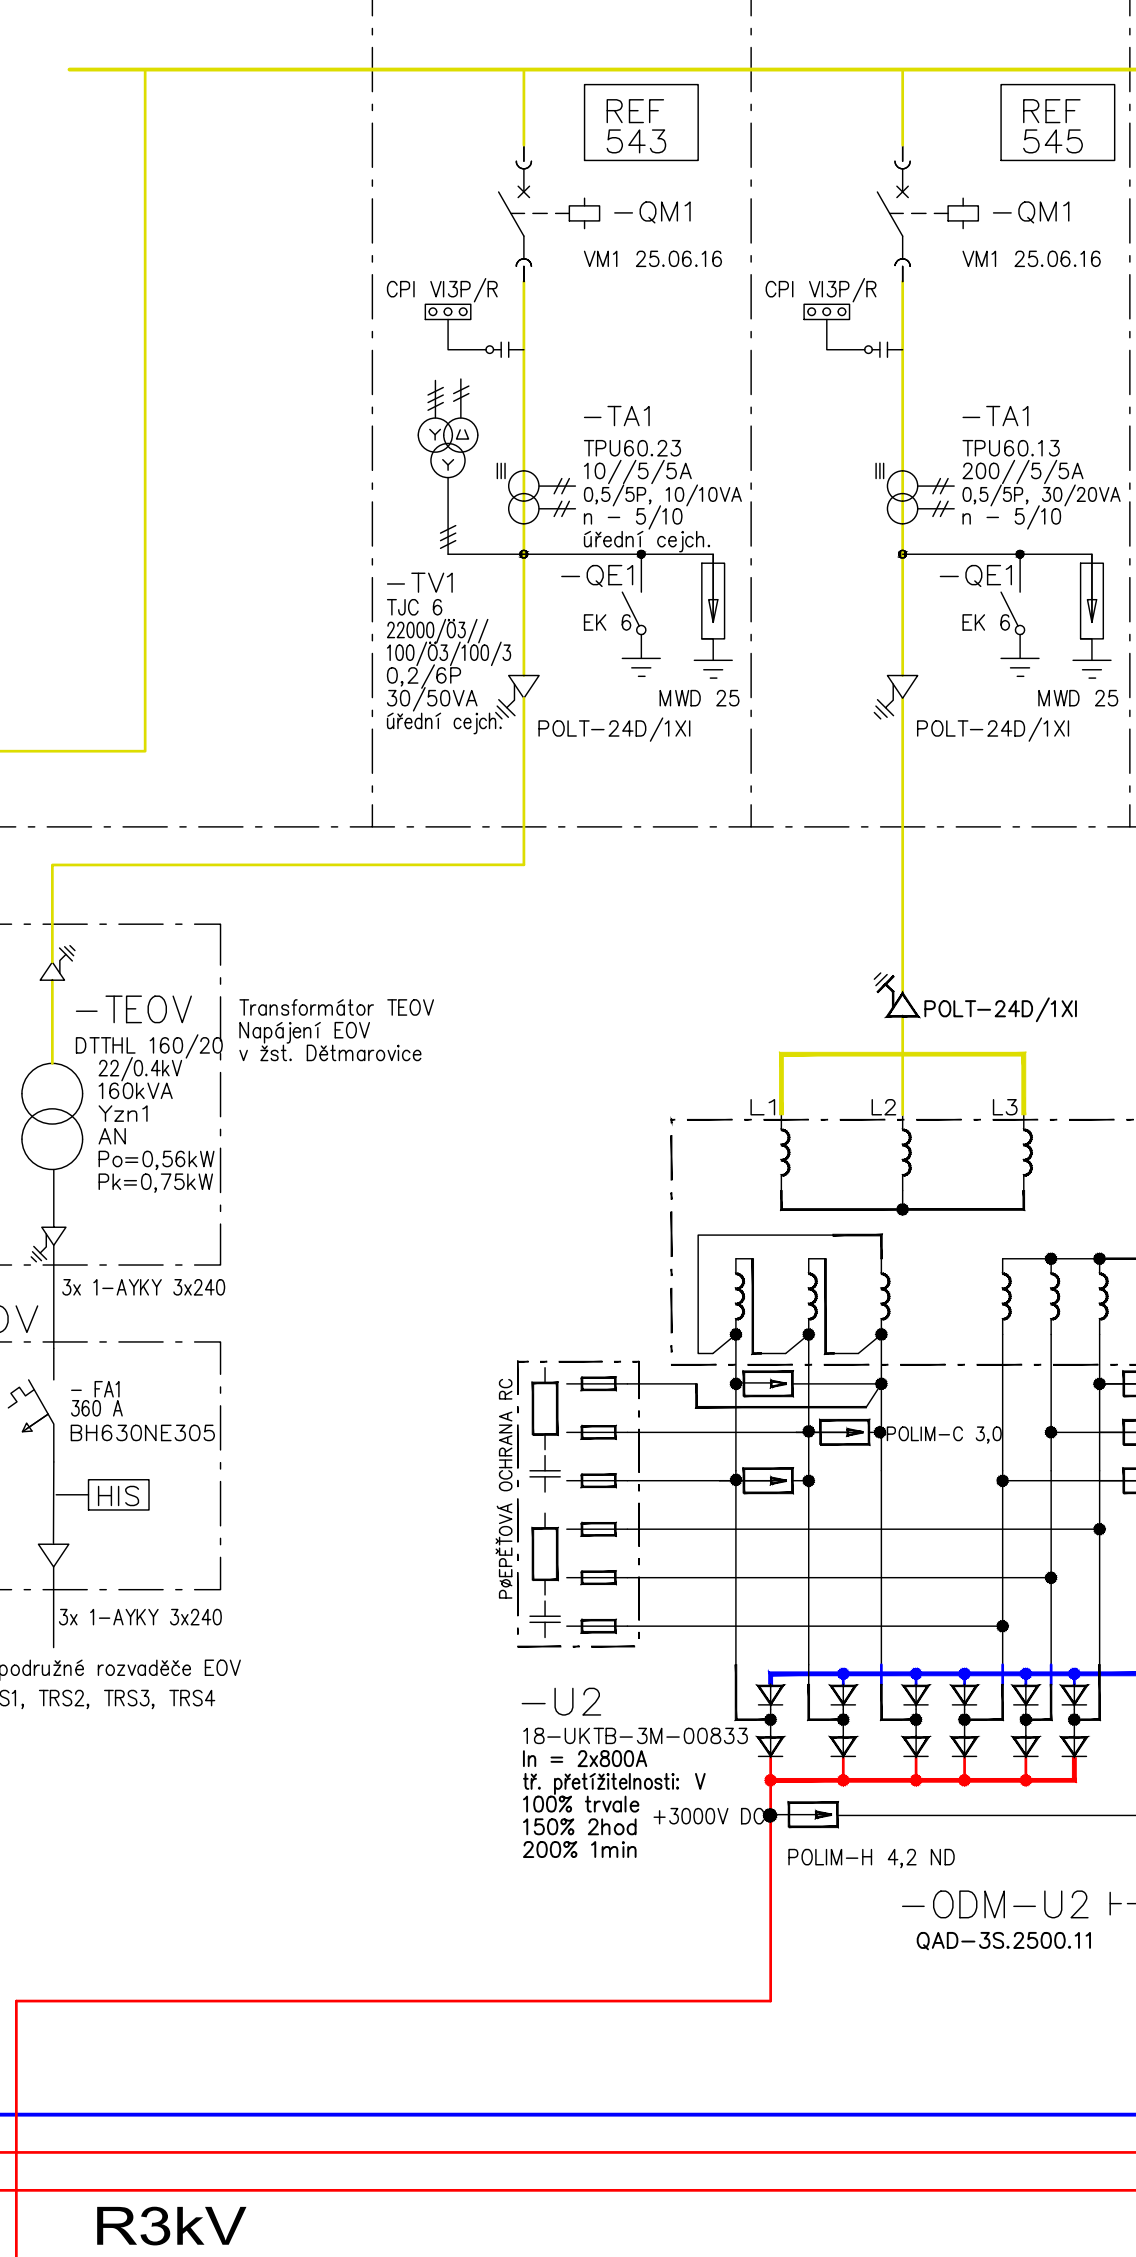 REF
543
REF
545
-QM1
VM1 25.06.16
-QM1
VM1 25.06.16
CPI VI3P/R
CPI VI3P/R
-TA1
TPU60.23
10//5/5A
0,5/5P, 10/10VA
n - 5/10
úřední cejch.
-TA1
TPU60.13
200//5/5A
0,5/5P, 30/20VA
n - 5/10
III
III
-TV1
TJC 6
22000/Ö3//
100/Ö3/100/3
0,2/6P
30/50VA
úřední cejch.
-QE1
EK 6
MWD 25
POLT-24D/1XI
-QE1
EK 6
MWD 25
POLT-24D/1XI
-TEOV
DTTHL 160/20
22/0.4kV
160kVA
Yzn1
AN
Po=0,56kW
Pk=0,75kW
Transformátor TEOV
Napájení EOV
v žst. Dětmarovice
POLT-24D/1XI
L1
L2
L3
3x 1-AYKY 3x240
OV
- FA1
360 A
BH630NE305
HIS
3x 1-AYKY 3x240
podružné rozvaděče EOV
S1, TRS2, TRS3, TRS4
PøEPĚŤOVÁ OCHRANA RC
POLIM-C 3,0
-U2
18-UKTB-3M-00833
In = 2x800A
tř. přetížitelnosti: V
100% trvale
150% 2hod
200% 1min
+3000V DC
POLIM-H 4,2 ND
-ODM-U2
QAD-3S.2500.11
R3kV